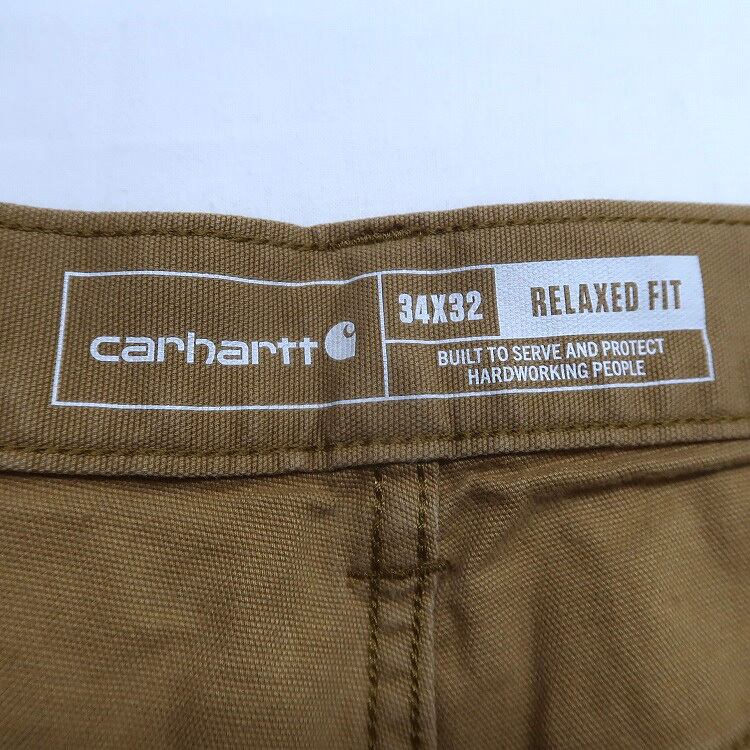 carhartt
34X32
RELAXED FIT
BUILT TO SERVE AND PROTECT
HARDWORKING PEOPLE